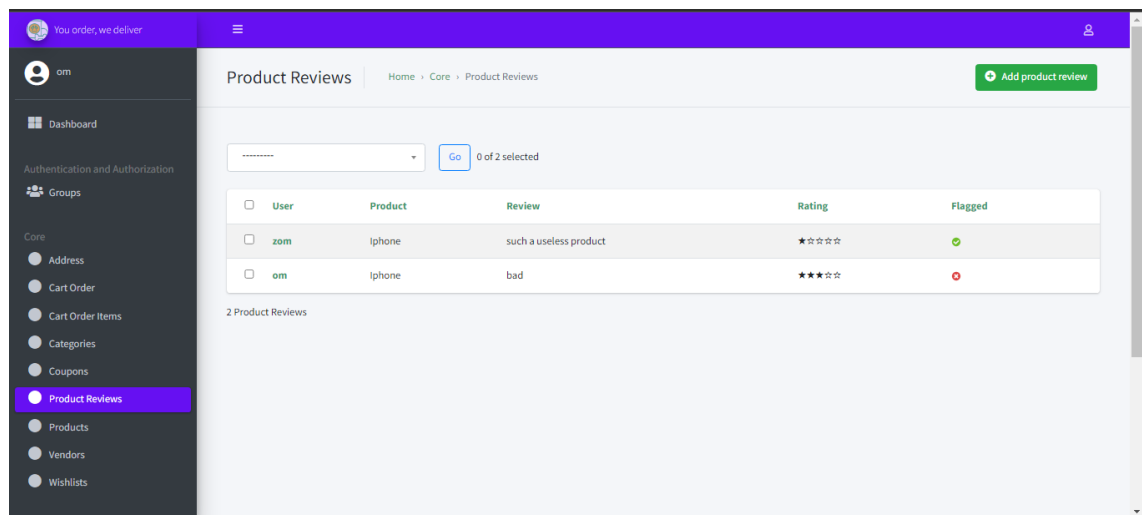 You order, we deliver
om
Dashboard
Authentication and Authorization
Groups
Core
Address
Cart Order
Cart Order Items
Categories
Coupons
Product Reviews
Products
Vendors
Wishlists
Product Reviews Home › Core › Product Reviews Add product review
--------- Go 0 of 2 selected
User Product Review Rating Flagged
zom Iphone such a useless product ★☆☆☆☆
om Iphone bad ★★★☆☆
2 Product Reviews